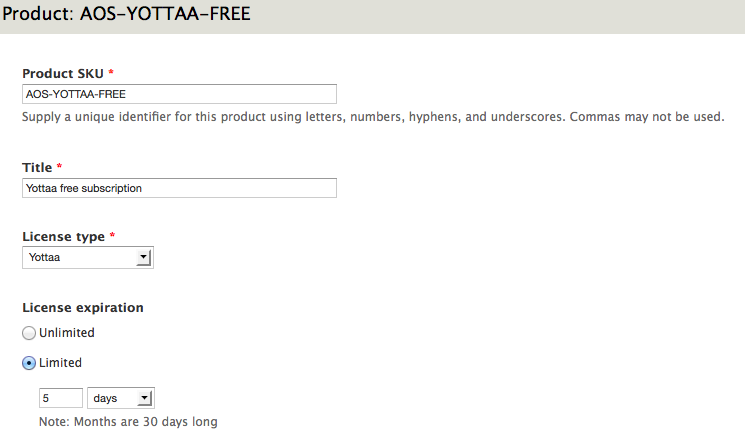 Product: AOS-YOTTAA-FREE
Product SKU *
AOS-YOTTAA-FREE
Supply a unique identifier for this product using letters, numbers, hyphens, and underscores. Commas may not be used.
Title *
Yottaa free subscription
License type *
Yottaa
License expiration
Unlimited
Limited
5 days
Note: Months are 30 days long